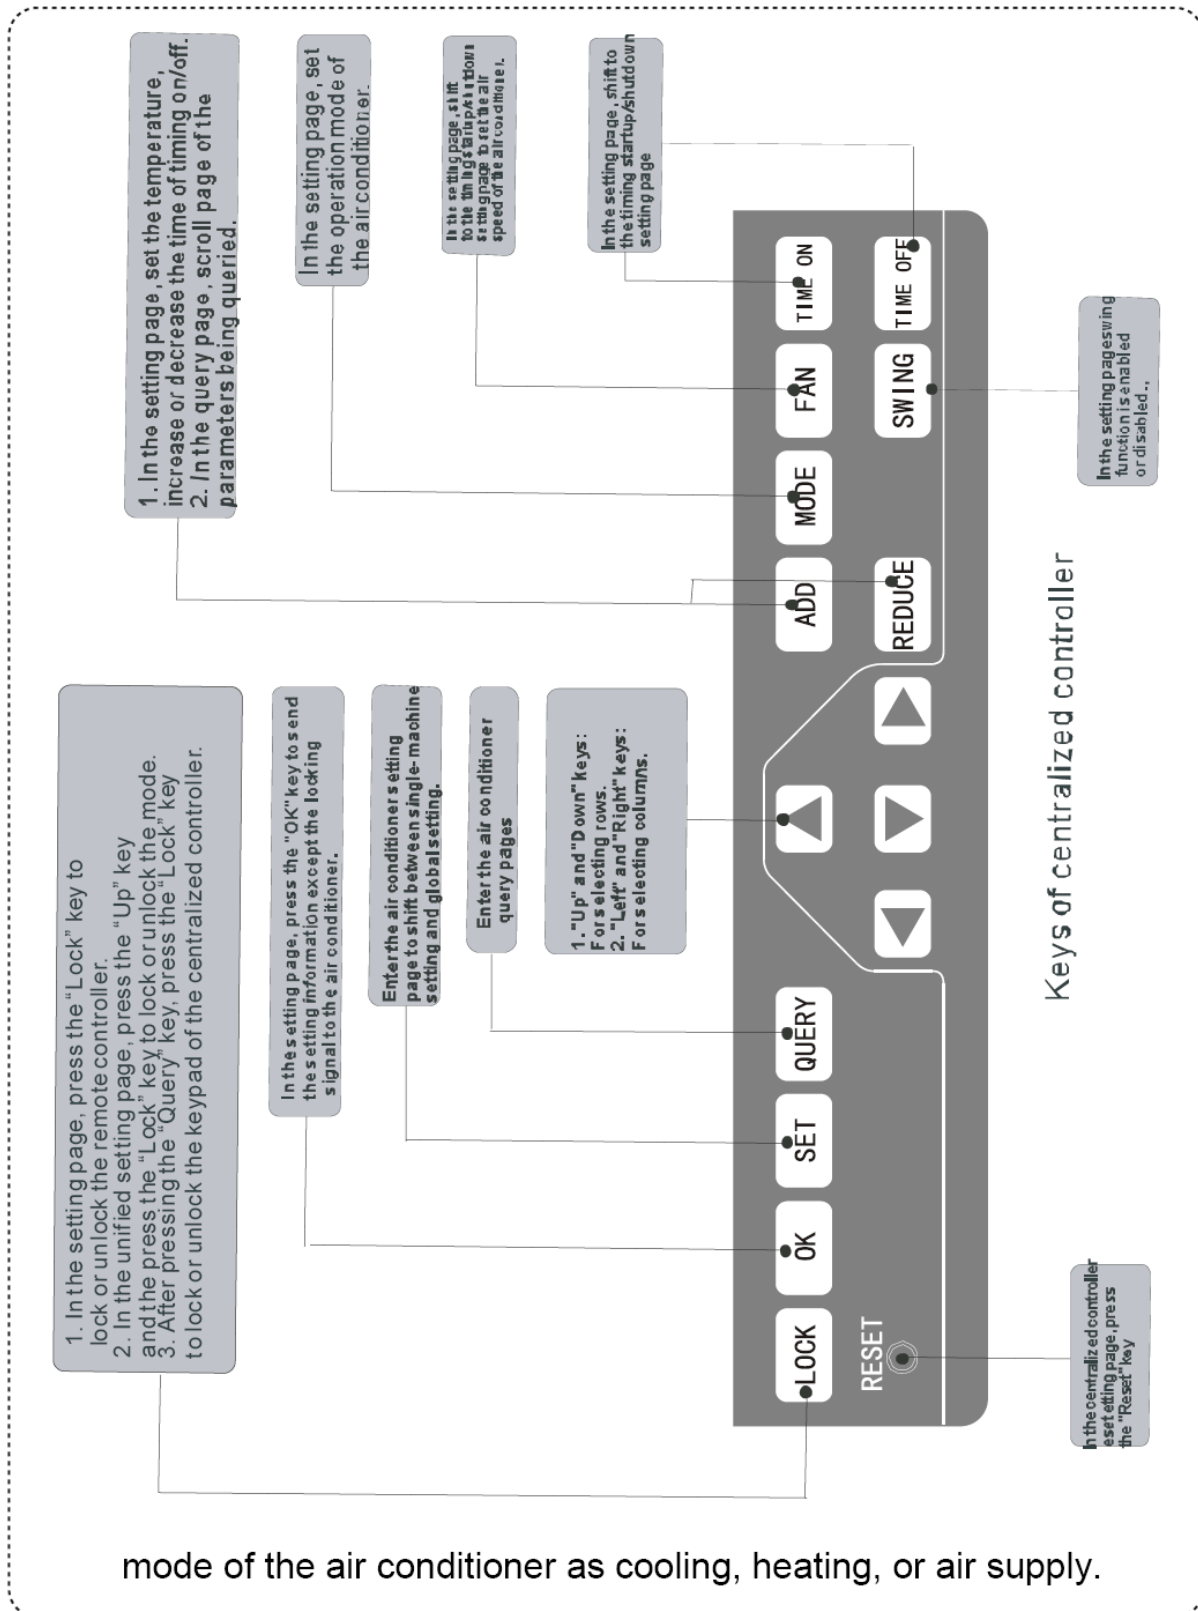 1. In the setting page, press the "Lock" key to
lock or unlock the remote controller.
2. In the unified setting page, press the "Up" key
and the press the "Lock" key to lock or unlock the mode.
3. After pressing the "Query" key, press the "Lock" key
to lock or unlock the keypad of the centralized controller.
In the setting page, press the "OK" key to send
the setting information except the locking
signal to the air conditioner.
Enter the air conditioner setting
page to shift between single-machine
setting and global setting.
Enter the air conditioner
query pages
1. "Up" and "Down" keys:
For selecting rows.
2. "Left" and "Right" keys:
For selecting columns.
1. In the setting page, set the temperature,
increase or decrease the time of timing on/off.
2. In the query page, scroll page of the
parameters being queried.
In the setting page, set
the operation mode of
the air conditioner.
In the setting page, shift
to the timing startup/shutdown
setting page to set the air
speed of the air conditioner.
In the setting page, shift to
the timing startup/shutdown
setting page
LOCK
OK
SET
QUERY
ADD
MODE
FAN
TIME ON
RESET
REDUCE
SWING
TIME OFF
In the centralized controller
eset etting page, press
the "Reset" key
In the setting page swing
function is enabled
or disabled.,
Keys of centralized controller
mode of the air conditioner as cooling, heating, or air supply.